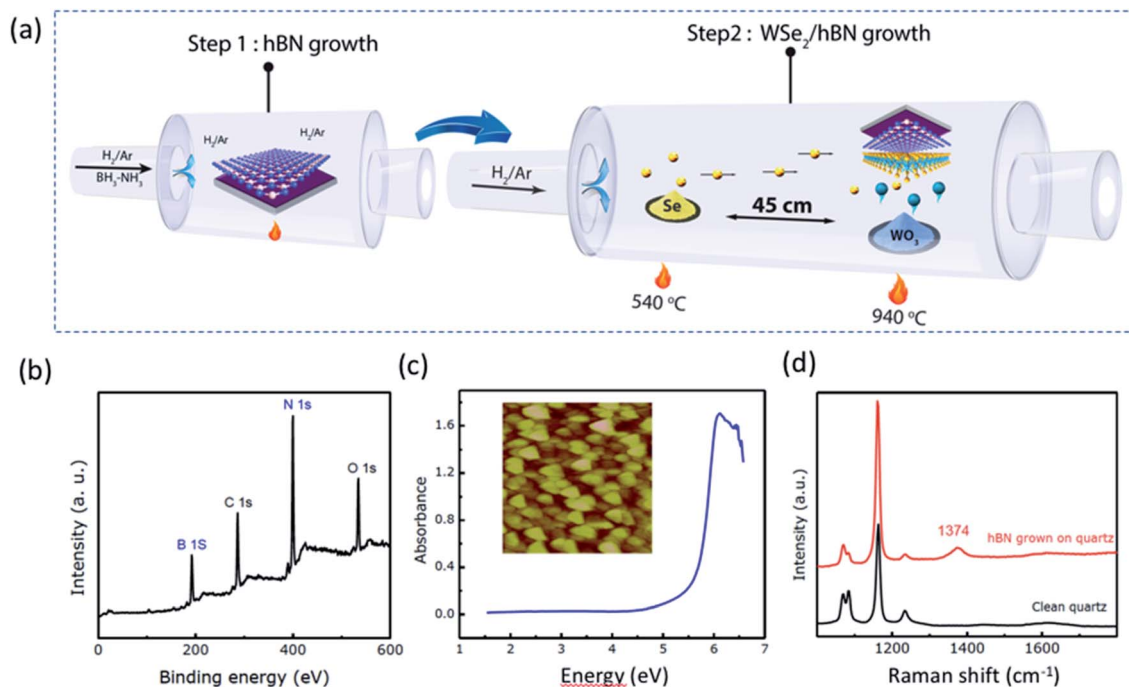 (a)
Step 1 : hBN growth
Step2 : WSe2/hBN growth
H2/Ar
H2/Ar
H2/Ar
BH3-NH3
H2/Ar
Se
45 cm
WO3
540 °C
940 °C
(b)
Intensity (a. u.)
B 1S
C 1s
N 1s
O 1s
0
200
400
600
Binding energy (eV)
(c)
Absorbance
1.6
1.2
0.8
0.4
0.0
1
2
3
4
5
6
7
Energy (eV)
(d)
Intensity (a.u.)
1374
hBN grown on quartz
Clean quartz
1200
1400
1600
Raman shift (cm-1)